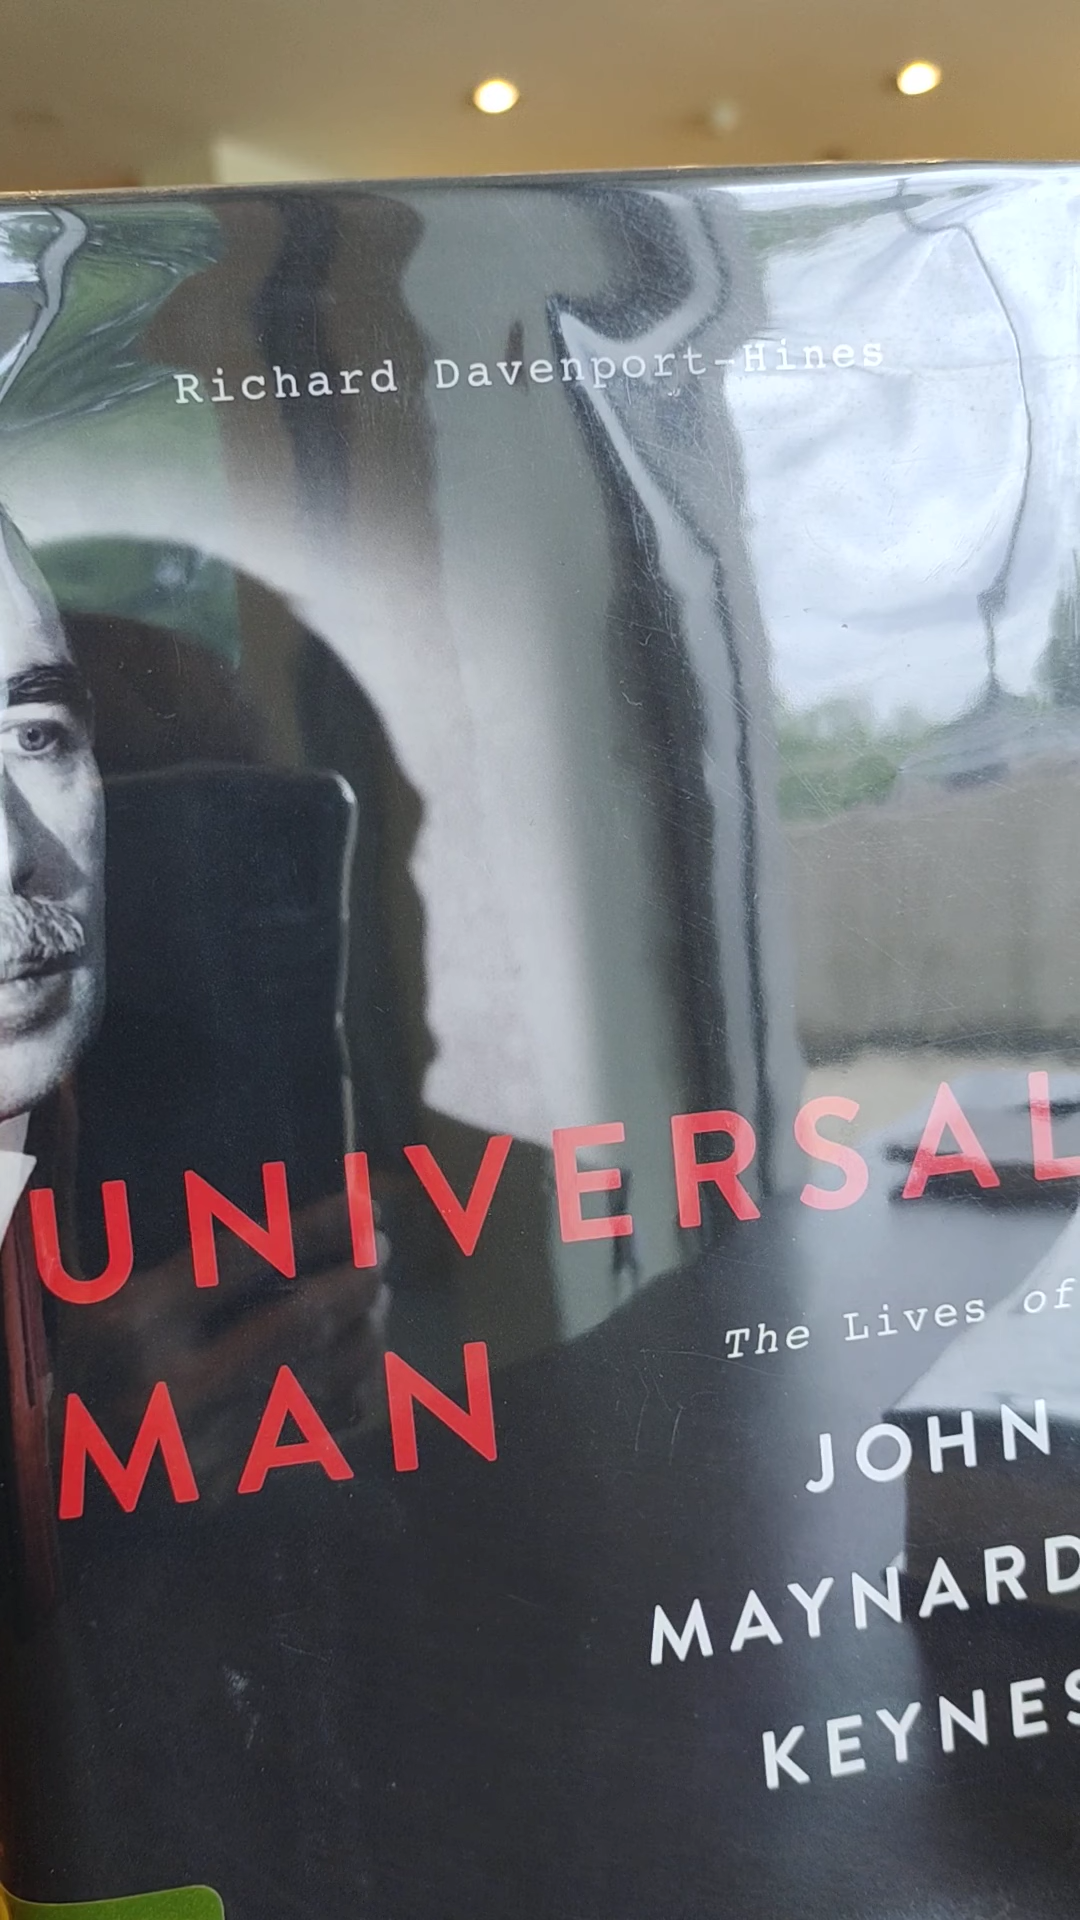 Richard Davenport-Hines
UNIVERSAL
MAN
The Lives of
JOHN
MAYNARD
KEYNES